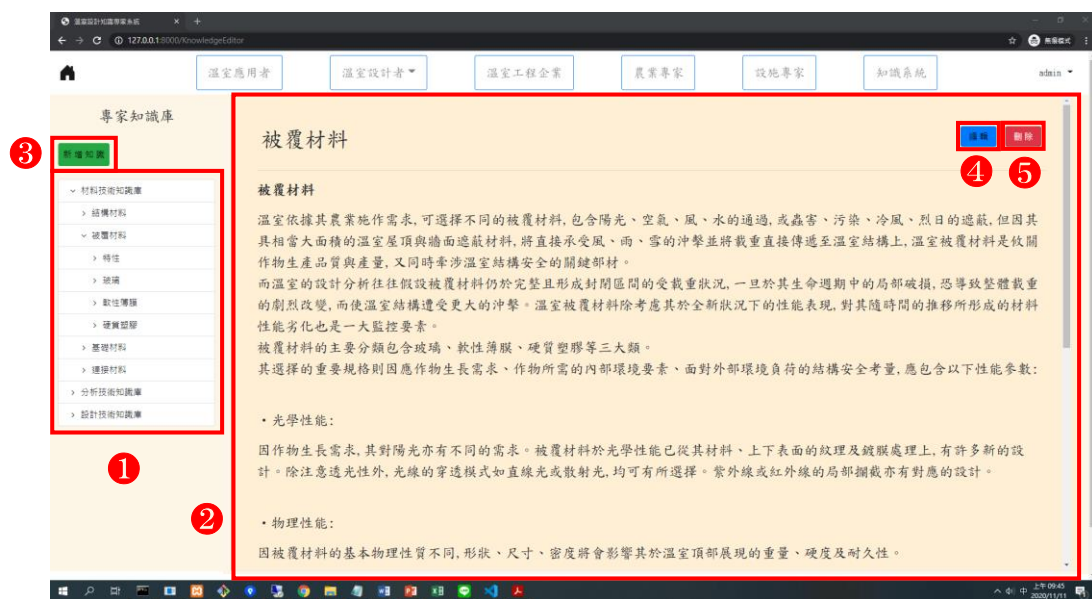 溫室設計知識專家系統
127.0.0.1:8000/KnowledgeEditor
無痕模式
溫室應用者
溫室設計者
溫室工程企業
農業專家
設施專家
知識系統
admin
專家知識庫
3
新增知識
材料技術知識庫
結構材料
被覆材料
特性
玻璃
軟性薄膜
硬質塑膠
基礎材料
連接材料
分析技術知識庫
設計技術知識庫
1
2
被覆材料
編輯
刪除
4
5
被覆材料
溫室依據其農業施作需求,可選擇不同的被覆材料,包含陽光、空氣、風、水的通過,或蟲害、污染、冷風、烈日的遮蔽,但因其
具相當大面積的溫室屋頂與牆面遮蔽材料,將直接承受風、雨、雪的沖擊並將載重直接傳遞至溫室結構上,溫室被覆材料是攸關
作物生產品質與產量,又同時牽涉溫室結構安全的關鍵部材。
而溫室的設計分析往往假設被覆材料仍於完整且形成封閉區間的受載重狀況,一旦於其生命週期中的局部破損,恐導致整體載重
的劇烈改變,而使溫室結構遭受更大的沖擊。溫室被覆材料除考慮其於全新狀況下的性能表現,對其隨時間的推移所形成的材料
性能劣化也是一大監控要素。
被覆材料的主要分類包含玻璃、軟性薄膜、硬質塑膠等三大類。
其選擇的重要規格則因應作物生長需求、作物所需的內部環境要素、面對外部環境負荷的結構安全考量,應包含以下性能參數:
・光學性能:
因作物生長需求,其對陽光亦有不同的需求。被覆材料於光學性能已從其材料、上下表面的紋理及鍍膜處理上,有許多新的設
計。除注意透光性外,光線的穿透模式如直線光或散射光,均可有所選擇。紫外線或紅外線的局部攔截亦有對應的設計。
・物理性能:
因被覆材料的基本物理性質不同,形狀、尺寸、密度將會影響其於溫室頂部展現的重量、硬度及耐久性。
中
上午 09:45
2020/11/11